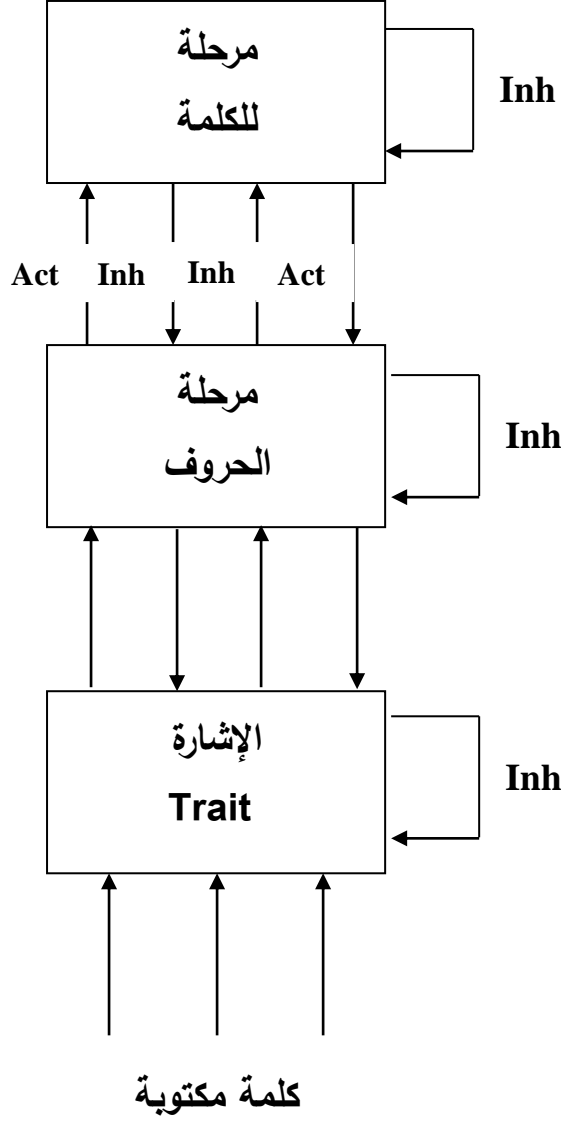 مرحلة
للكلمة
Inh
Act Inh Inh Act
مرحلة
الحروف
Inh
الإشارة
Trait
Inh
كلمة مكتوبة